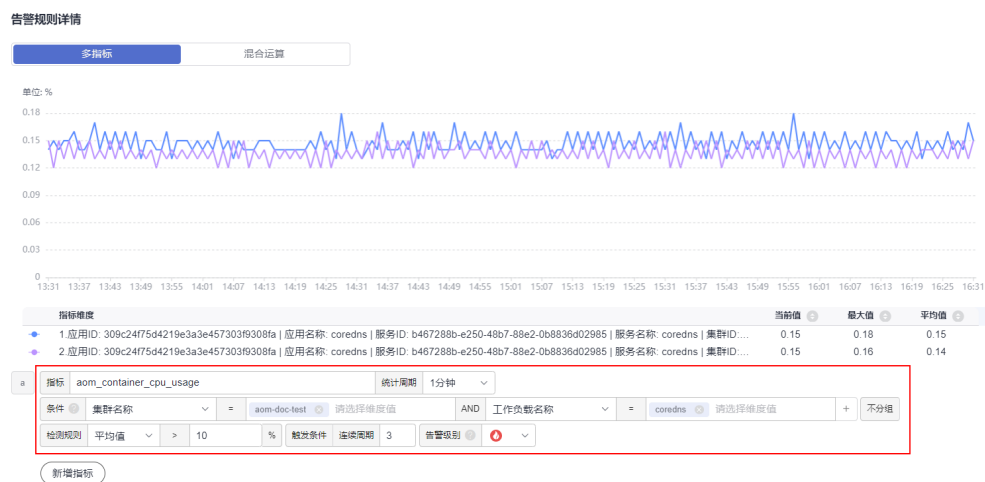 告警规则详情
多指标 混合运算
单位: %
0.18
0.15
0.12
0.09
0.06
0.03
0
13:31 13:37 13:43 13:49 13:55 14:01 14:07 14:13 14:19 14:25 14:31 14:37 14:43 14:49 14:55 15:01 15:07 15:13 15:19 15:25 15:31 15:37 15:43 15:49 15:55 16:01 16:07 16:13 16:19 16:25 16:31
指标维度 当前值 最大值 平均值
1.应用ID: 309c24f75d4219e3a3e457303f9308fa | 应用名称: coredns | 服务ID: b467288b-e250-48b7-88e2-0b8836d02985 | 服务名称: coredns | 集群ID:... 0.15 0.18 0.15
2.应用ID: 309c24f75d4219e3a3e457303f9308fa | 应用名称: coredns | 服务ID: b467288b-e250-48b7-88e2-0b8836d02985 | 服务名称: coredns | 集群ID:... 0.15 0.16 0.14
a 指标 aom_container_cpu_usage 统计周期 1分钟
条件 ? 集群名称 = aom-doc-test 请选择维度值 AND 工作负载名称 = coredns 请选择维度值 + 不分组
检测规则 平均值 > 10 % 触发条件 连续周期 3 告警级别 ?
新增指标